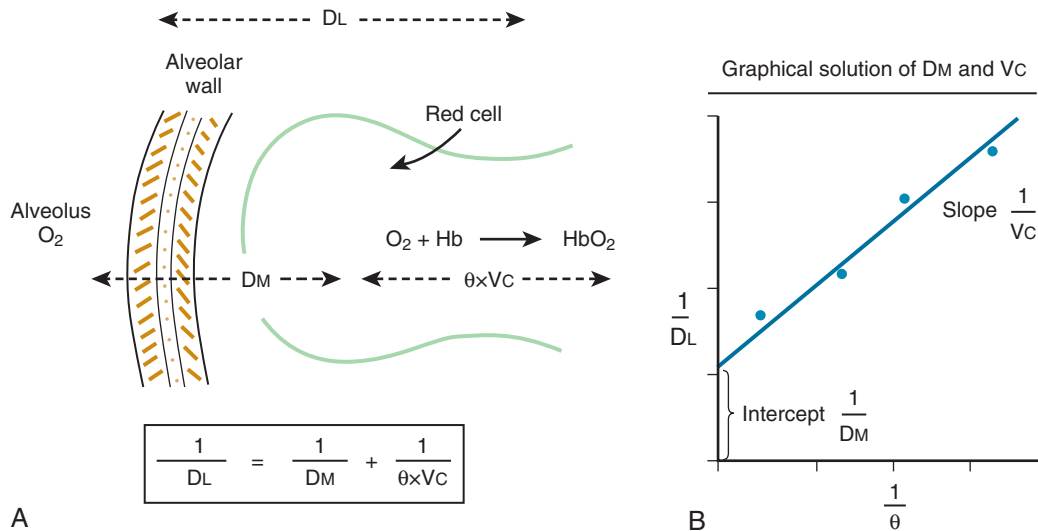 DL
Alveolar
wall
Red cell
Alveolus
O2
O2 + Hb → HbO2
DM
θ×VC
1/DL = 1/DM + 1/θ×VC
A
Graphical solution of DM and VC
Slope 1/VC
1/DL
Intercept 1/DM
1/θ
B